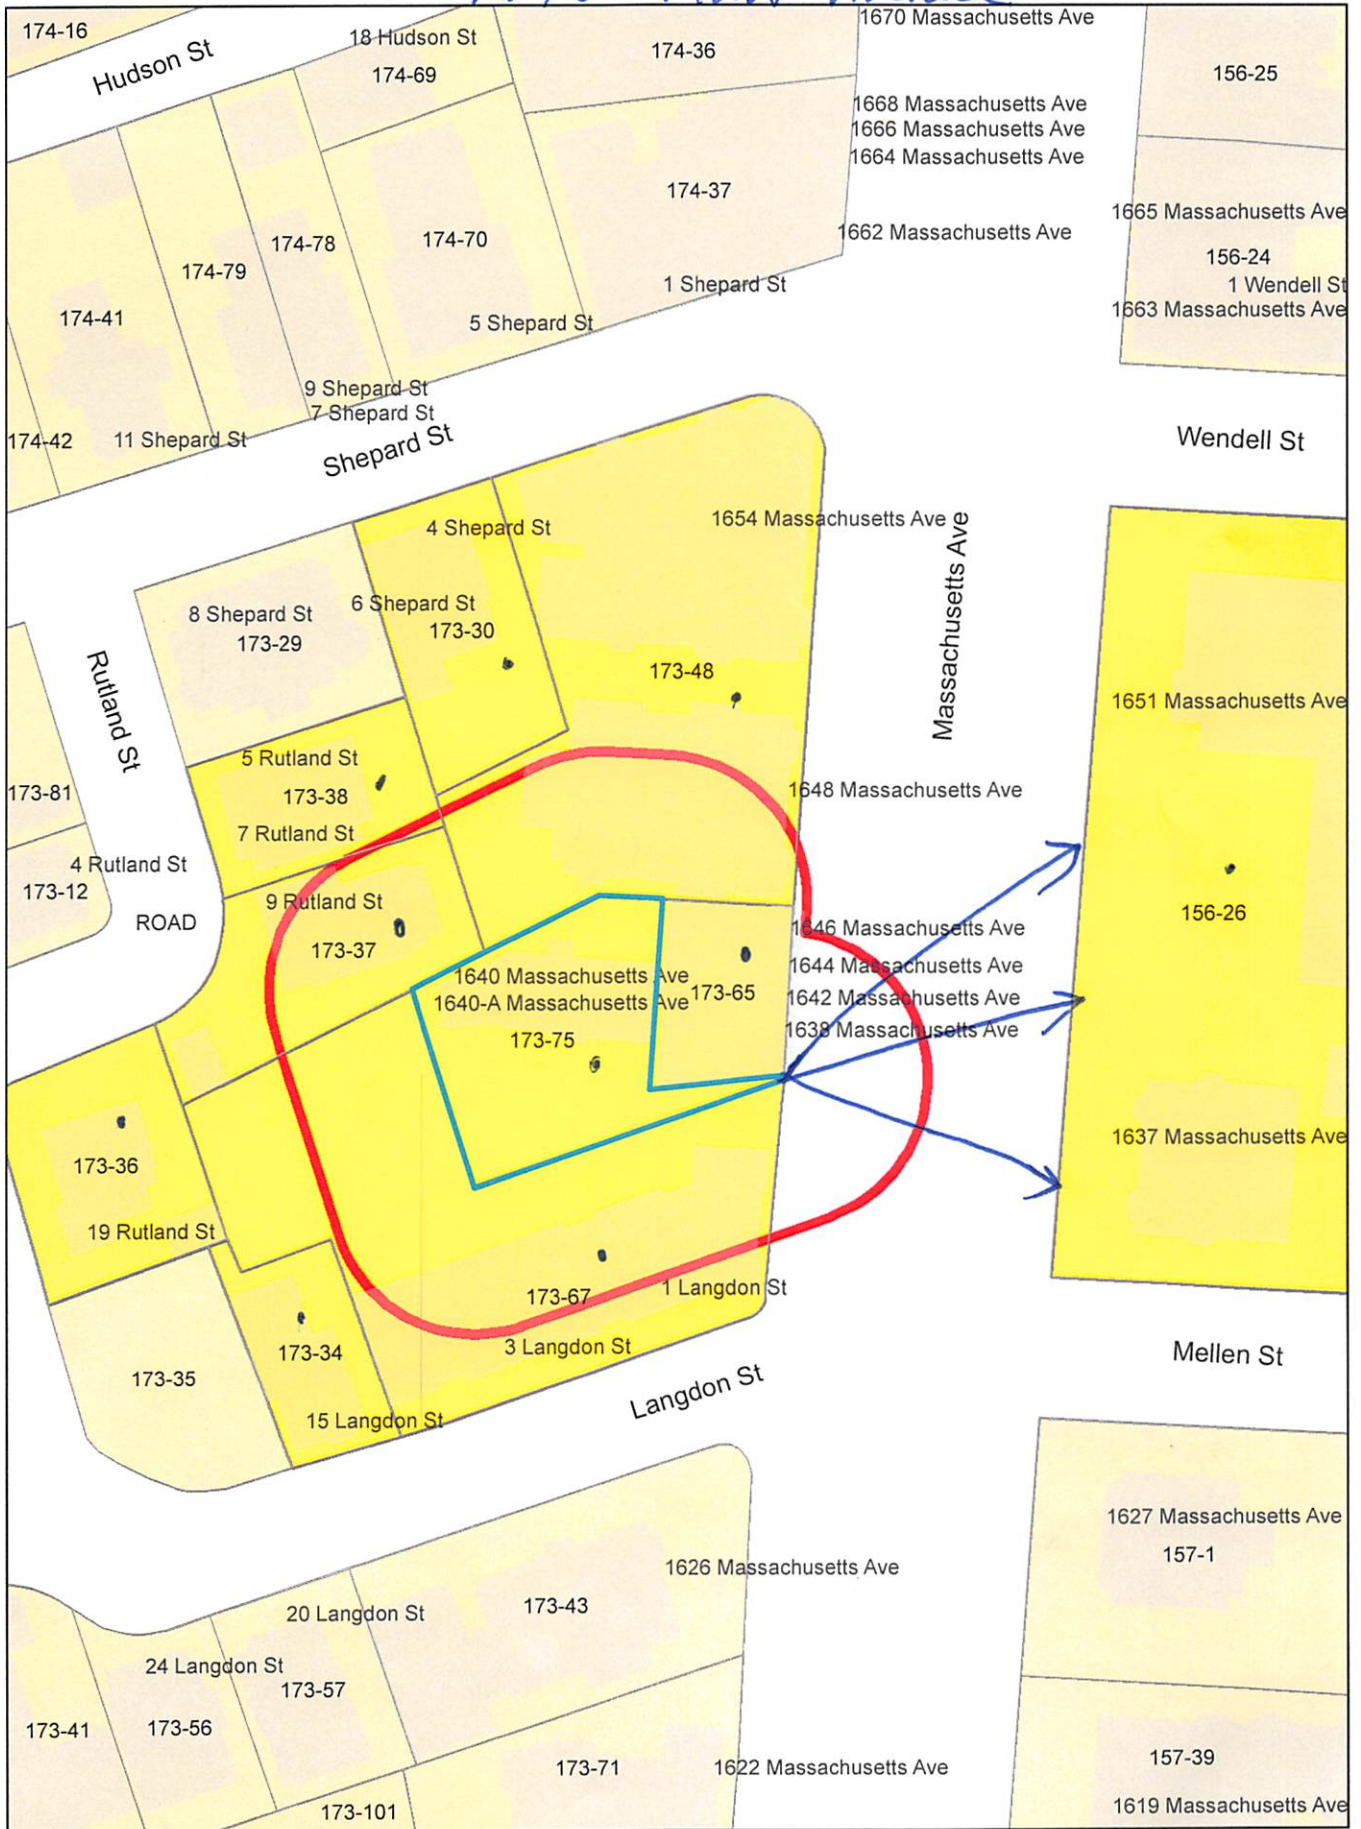 1670 Massachusetts Ave
174-16
18 Hudson St
Hudson St
174-36
174-69
156-25
1668 Massachusetts Ave
1666 Massachusetts Ave
1664 Massachusetts Ave
174-37
1665 Massachusetts Ave
1662 Massachusetts Ave
174-70
174-78
156-24
174-79
1 Shepard St
1 Wendell St
1663 Massachusetts Ave
174-41
5 Shepard St
9 Shepard St
7 Shepard St
174-42
11 Shepard St
Shepard St
Wendell St
1654 Massachusetts Ave
4 Shepard St
6 Shepard St
8 Shepard St
173-30
173-29
Massachusetts Ave
173-48
Rutland St
1651 Massachusetts Ave
5 Rutland St
173-38
173-81
1648 Massachusetts Ave
7 Rutland St
4 Rutland St
173-12
9 Rutland St
156-26
ROAD
1646 Massachusetts Ave
173-37
1644 Massachusetts Ave
1640 Massachusetts Ave
173-65
1642 Massachusetts Ave
1640-A Massachusetts Ave
1638 Massachusetts Ave
173-75
1637 Massachusetts Ave
173-36
19 Rutland St
1 Langdon St
173-67
3 Langdon St
173-34
Mellen St
173-35
Langdon St
15 Langdon St
1627 Massachusetts Ave
157-1
1626 Massachusetts Ave
173-43
20 Langdon St
24 Langdon St
173-57
173-56
173-41
157-39
173-71
1622 Massachusetts Ave
1619 Massachusetts Ave
173-101